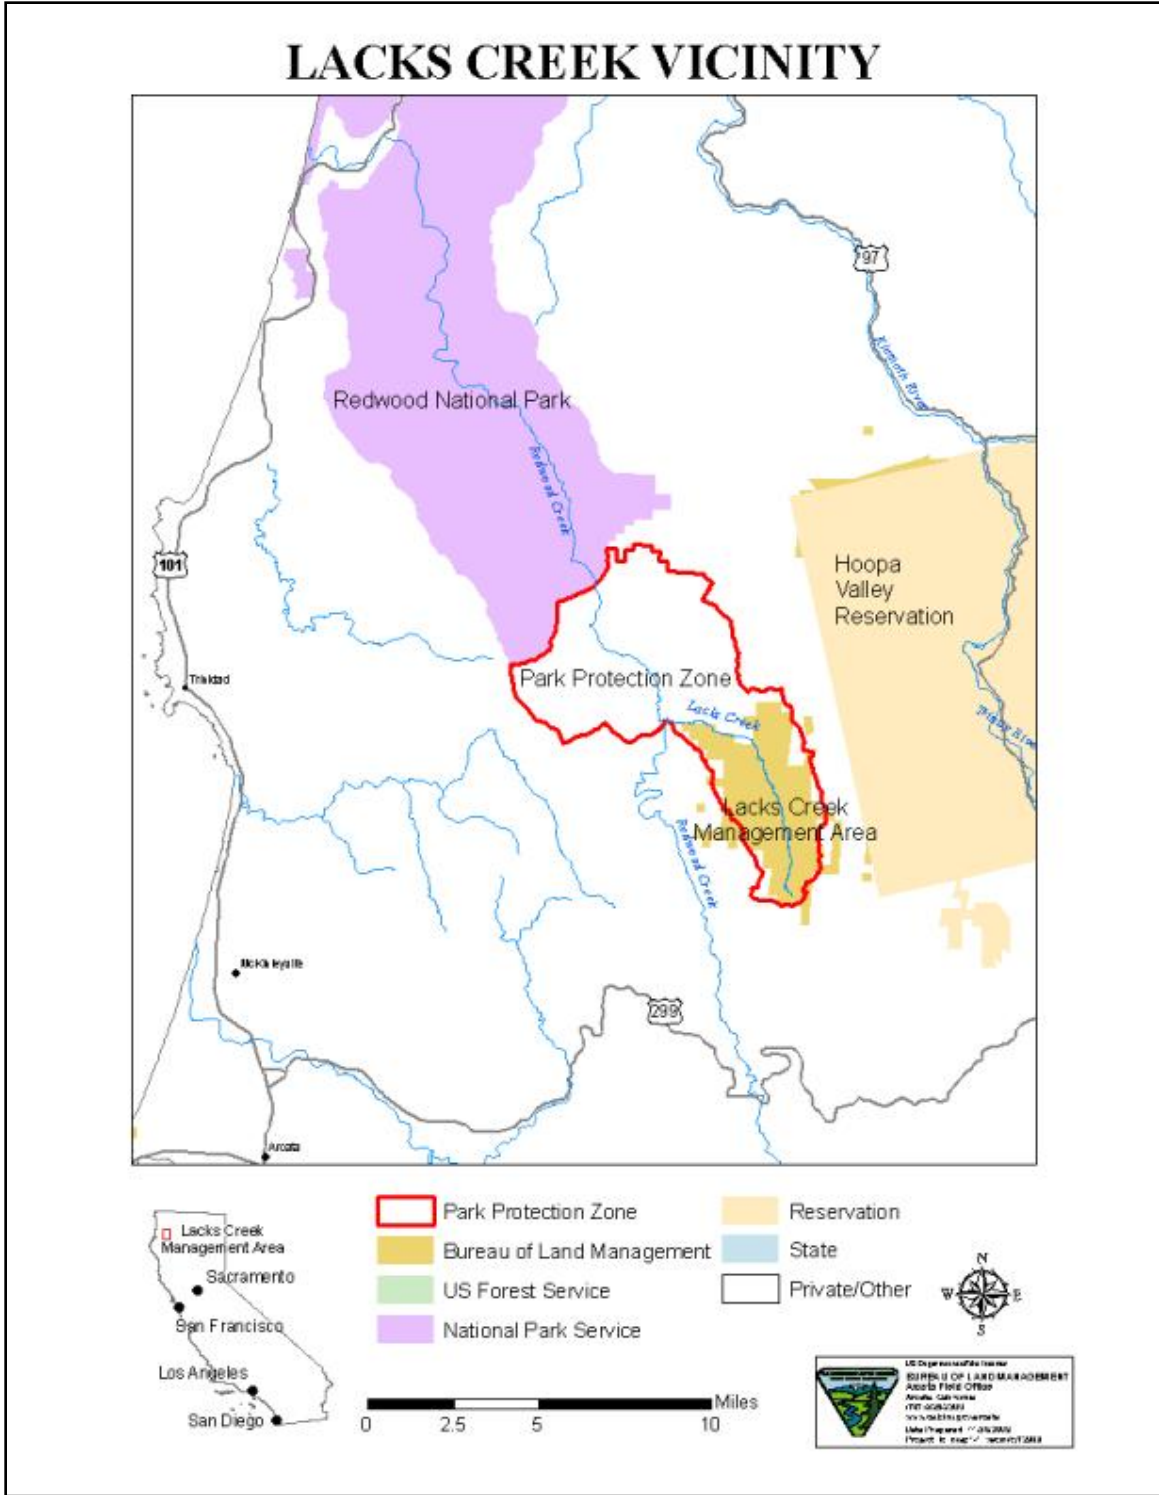 LACKS CREEK VICINITY
97
Klamath River
Redwood National Park
Redwood Creek
101
Hoopa
Valley
Reservation
Trinidad
Park Protection Zone
Lacks Creek
Lacks Creek
Management Area
Redwood Creek
299
Arcata
Lacks Creek
Management Area
Sacramento
San Francisco
Los Angeles
San Diego
Park Protection Zone
Bureau of Land Management
US Forest Service
National Park Service
Reservation
State
Private/Other
N
W E
S
0 2.5 5 10 Miles
BUREAU OF LAND MANAGEMENT
Arcata Field Office